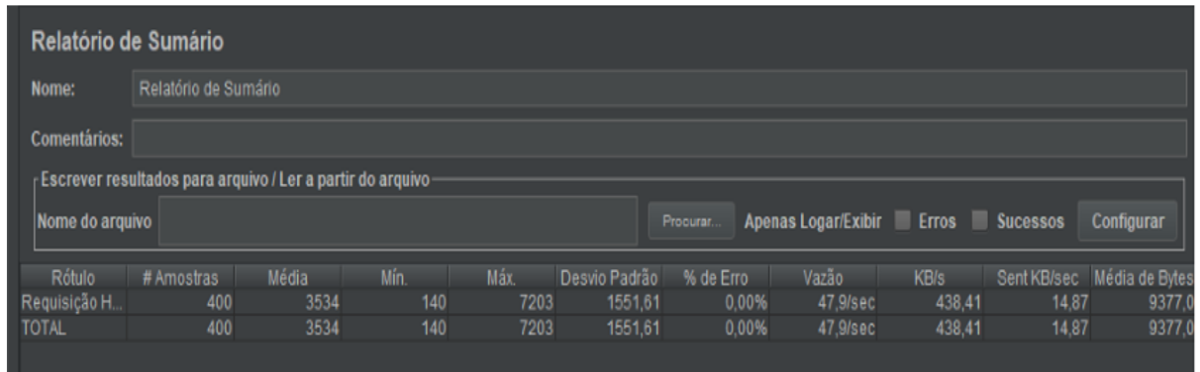 Relatório de Sumário
Nome: Relatório de Sumário
Comentários:
Escrever resultados para arquivo / Ler a partir do arquivo
Nome do arquivo Procurar... Apenas Logar/Exibir Erros Sucessos Configurar
Rótulo # Amostras Média Mín. Máx. Desvio Padrão % de Erro Vazão KB/s Sent KB/sec Média de Bytes
Requisição H... 400 3534 140 7203 1551,61 0,00% 47,9/sec 438,41 14,87 9377,0
TOTAL 400 3534 140 7203 1551,61 0,00% 47,9/sec 438,41 14,87 9377,0